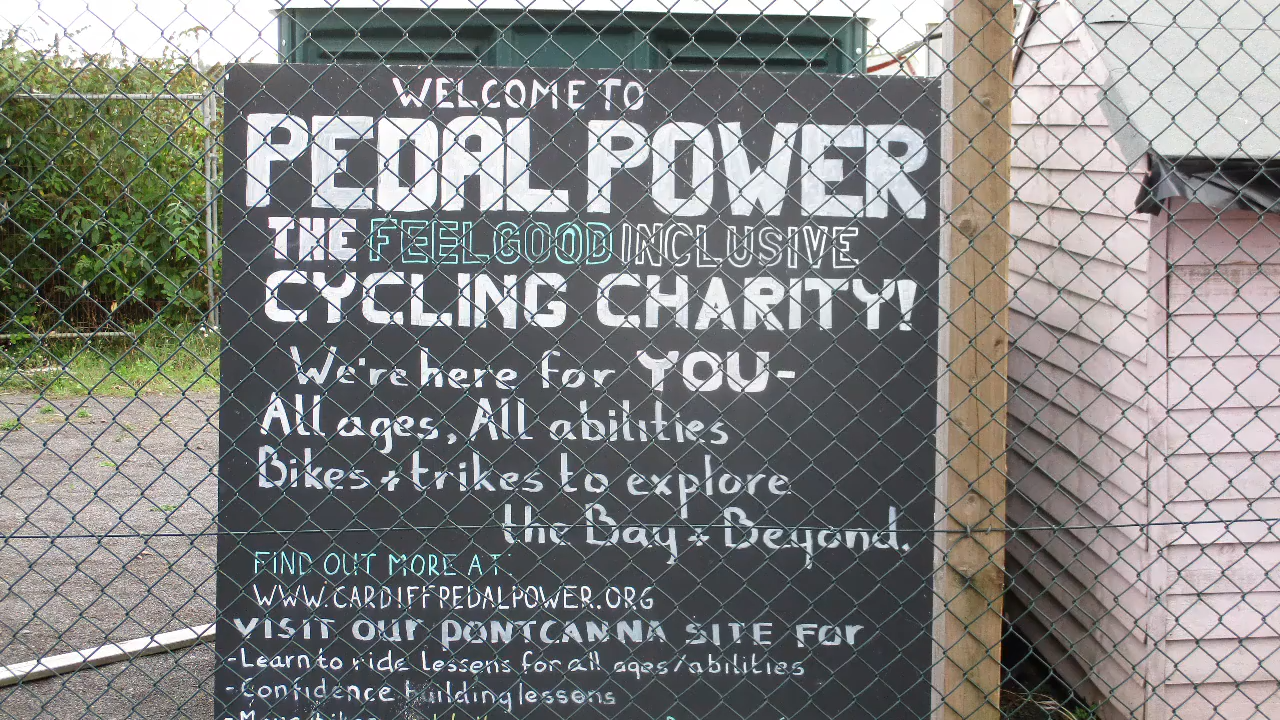 WELCOME TO
PEDAL POWER
THE FEELGOOD INCLUSIVE
CYCLING CHARITY!
We're here for YOU-
All ages, All abilities
Bikes + trikes to explore
the Bay + Beyond.
FIND OUT MORE AT
WWW.CARDIFFPEDALPOWER.ORG
VISIT OUR PONTCANNA SITE FOR
-Learn to ride lessons for all ages/abilities
-Confidence building lessons